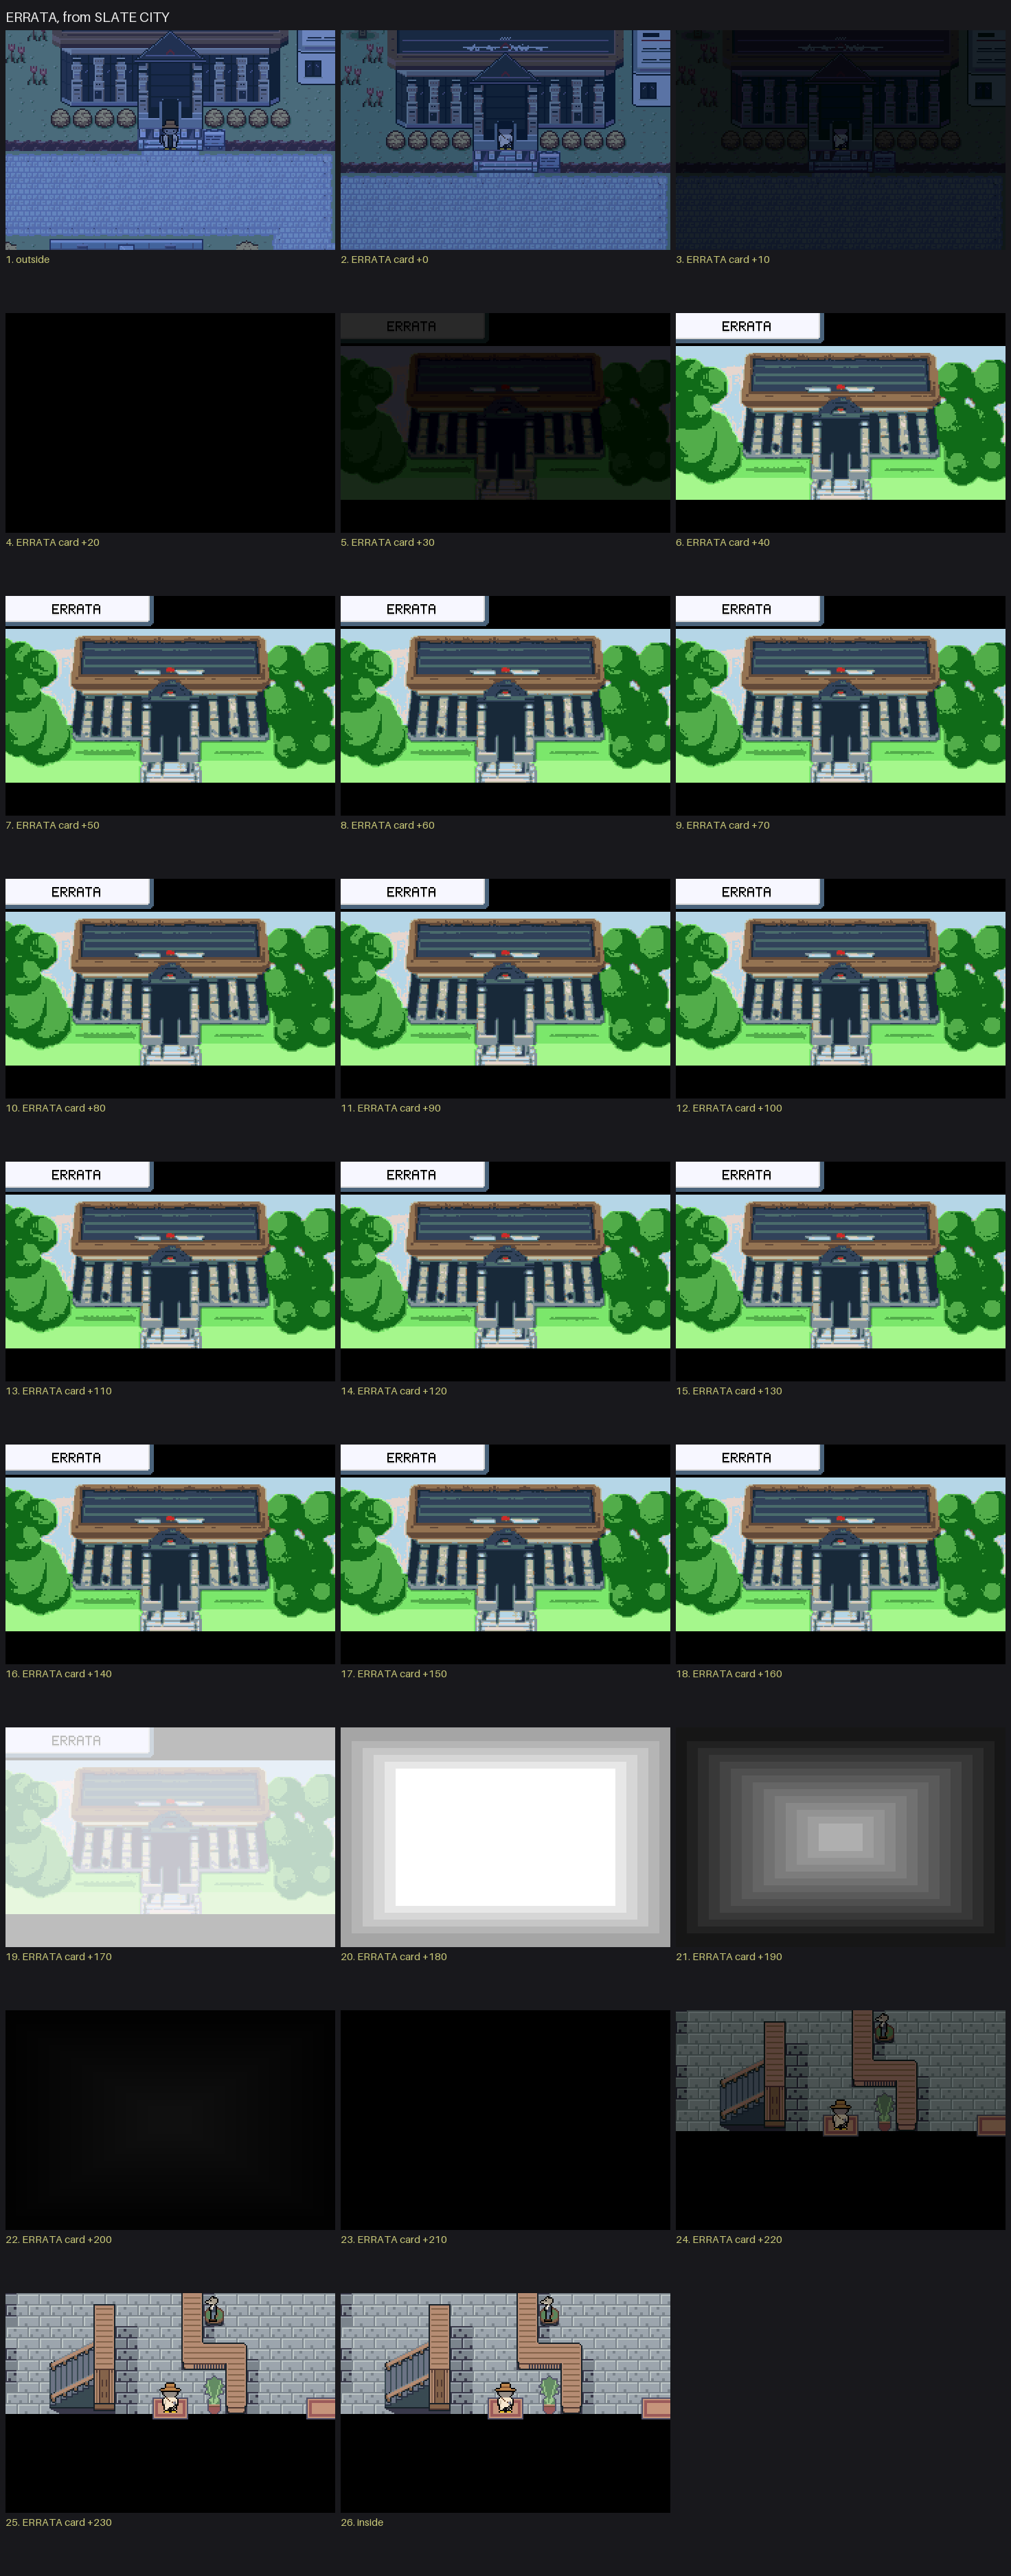 ERRATA, from SLATE CITY
1. outside
2. ERRATA card +0
3. ERRATA card +10
ERRATA
ERRATA
4. ERRATA card +20
5. ERRATA card +30
6. ERRATA card +40
ERRATA
ERRATA
ERRATA
7. ERRATA card +50
8. ERRATA card +60
9. ERRATA card +70
ERRATA
ERRATA
ERRATA
10. ERRATA card +80
11. ERRATA card +90
12. ERRATA card +100
ERRATA
ERRATA
ERRATA
13. ERRATA card +110
14. ERRATA card +120
15. ERRATA card +130
ERRATA
ERRATA
ERRATA
16. ERRATA card +140
17. ERRATA card +150
18. ERRATA card +160
ERRATA
19. ERRATA card +170
20. ERRATA card +180
21. ERRATA card +190
22. ERRATA card +200
23. ERRATA card +210
24. ERRATA card +220
25. ERRATA card +230
26. inside